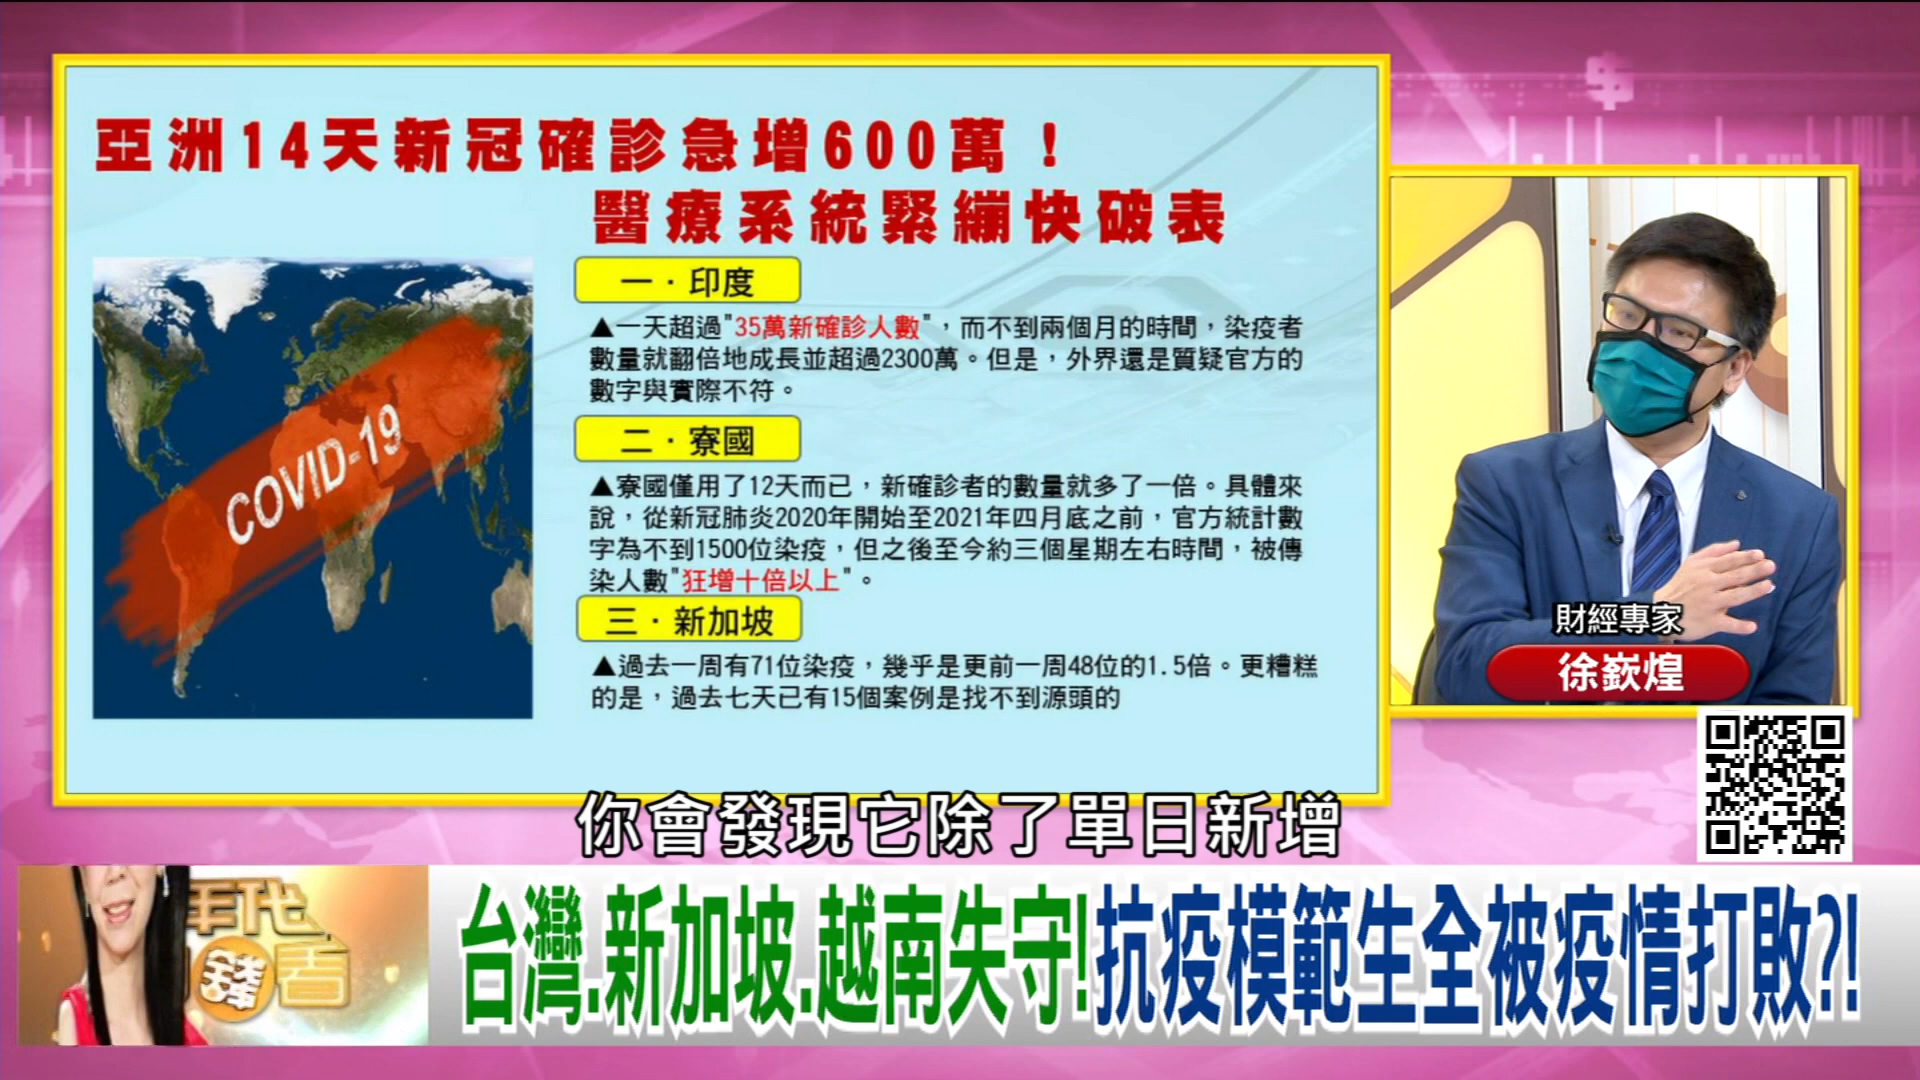 亞洲14天新冠確診急增600萬！
醫療系統緊繃快破表
COVID-19
一．印度
▲一天超過"35萬新確診人數"，而不到兩個月的時間，染疫者
數量就翻倍地成長並超過2300萬。但是，外界還是質疑官方的
數字與實際不符。
二．寮國
▲寮國僅用了12天而已，新確診者的數量就多了一倍。具體來
說，從新冠肺炎2020年開始至2021年四月底之前，官方統計數
字為不到1500位染疫，但之後至今約三個星期左右時間，被傳
染人數"狂增十倍以上"。
三．新加坡
▲過去一周有71位染疫，幾乎是更前一周48位的1.5倍。更糟糕
的是，過去七天已有15個案例是找不到源頭的
財經專家
徐嶔煌
你會發現它除了單日新增
年代
錢看
台灣.新加坡.越南失守!抗疫模範生全被疫情打敗?!